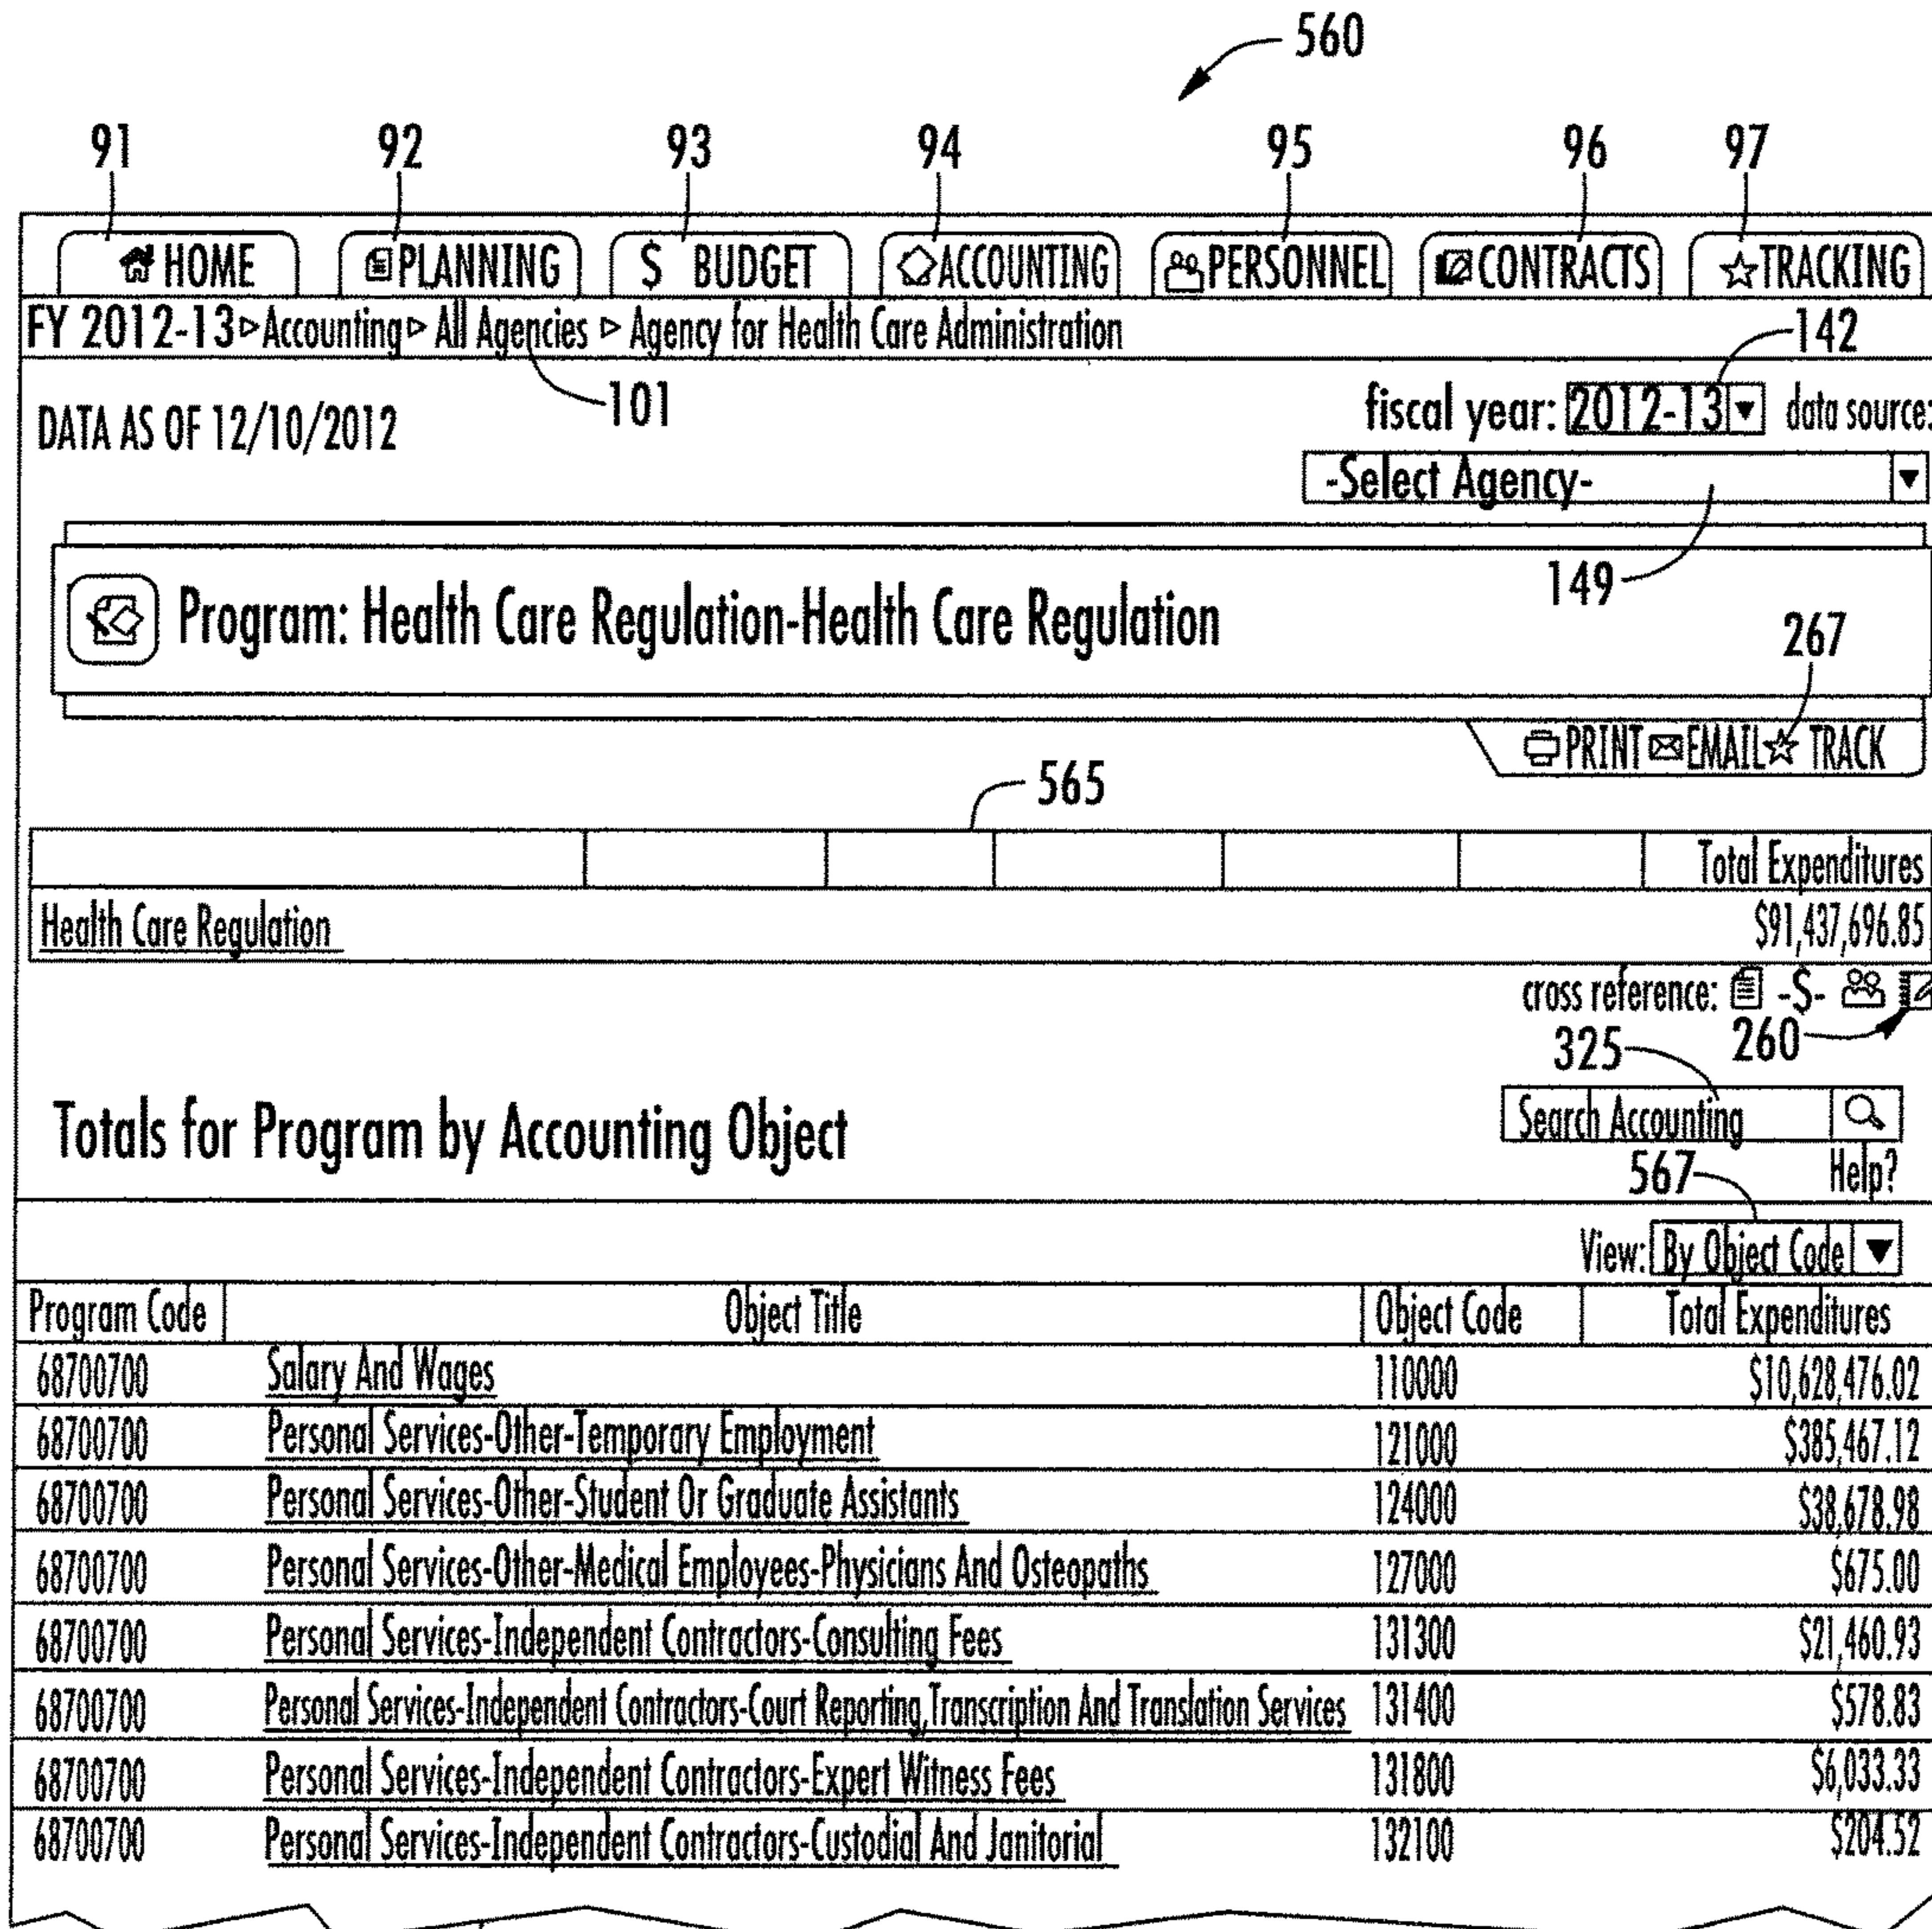 560
91 92 93 94 95 96 97
HOME PLANNING $ BUDGET ACCOUNTING PERSONNEL CONTRACTS TRACKING
FY 2012-13 ▹ Accounting ▹ All Agencies ▹ Agency for Health Care Administration
142
DATA AS OF 12/10/2012 101 fiscal year: 2012-13 ▼ data source:
-Select Agency- ▼
149
Program: Health Care Regulation-Health Care Regulation
267
PRINT EMAIL TRACK
565
Total Expenditures
Health Care Regulation $91,437,696.85
cross reference: -$-
325 260
Totals for Program by Accounting Object Search Accounting
567 Help?
View: By Object Code ▼
Program Code Object Title Object Code Total Expenditures
68700700 Salary And Wages 110000 $10,628,476.02
68700700 Personal Services-Other-Temporary Employment 121000 $385,467.12
68700700 Personal Services-Other-Student Or Graduate Assistants 124000 $38,678.98
68700700 Personal Services-Other-Medical Employees-Physicians And Osteopaths 127000 $675.00
68700700 Personal Services-Independent Contractors-Consulting Fees 131300 $21,460.93
68700700 Personal Services-Independent Contractors-Court Reporting,Transcription And Translation Services 131400 $578.83
68700700 Personal Services-Independent Contractors-Expert Witness Fees 131800 $6,033.33
68700700 Personal Services-Independent Contractors-Custodial And Janitorial 132100 $204.52